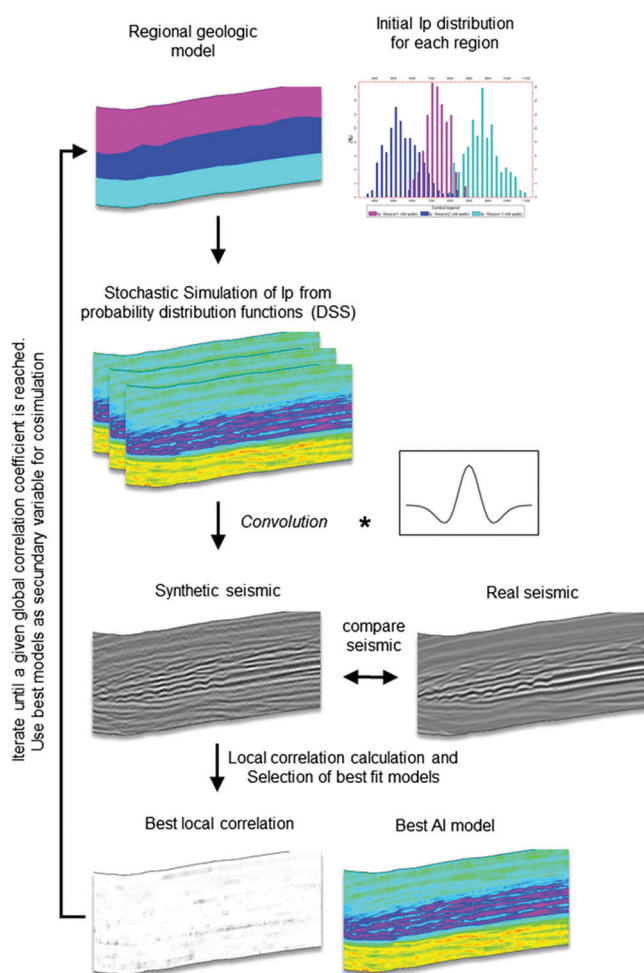 Regional geologic
model
Initial Ip distribution
for each region
Symbol legend
Stochastic Simulation of Ip from
probability distribution functions (DSS)
Convolution *
Synthetic seismic
Real seismic
compare
seismic
Local correlation calculation and
Selection of best fit models
Best local correlation
Best AI model
Iterate until a given global correlation coefficient is reached.
Use best models as secundary variable for cosimulation